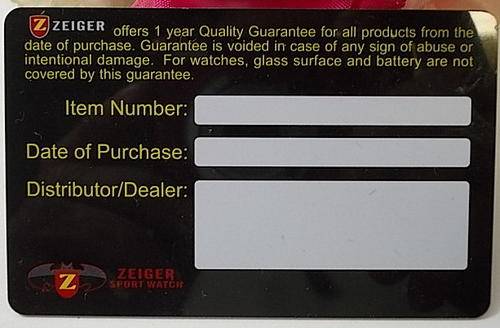 Z ZEIGER offers 1 year Quality Guarantee for all products from the
date of purchase. Guarantee is voided in case of any sign of abuse or
intentional damage. For watches, glass surface and battery are not
covered by this guarantee.
Item Number:
Date of Purchase:
Distributor/Dealer:
Z ZEIGER
SPORT WATCH